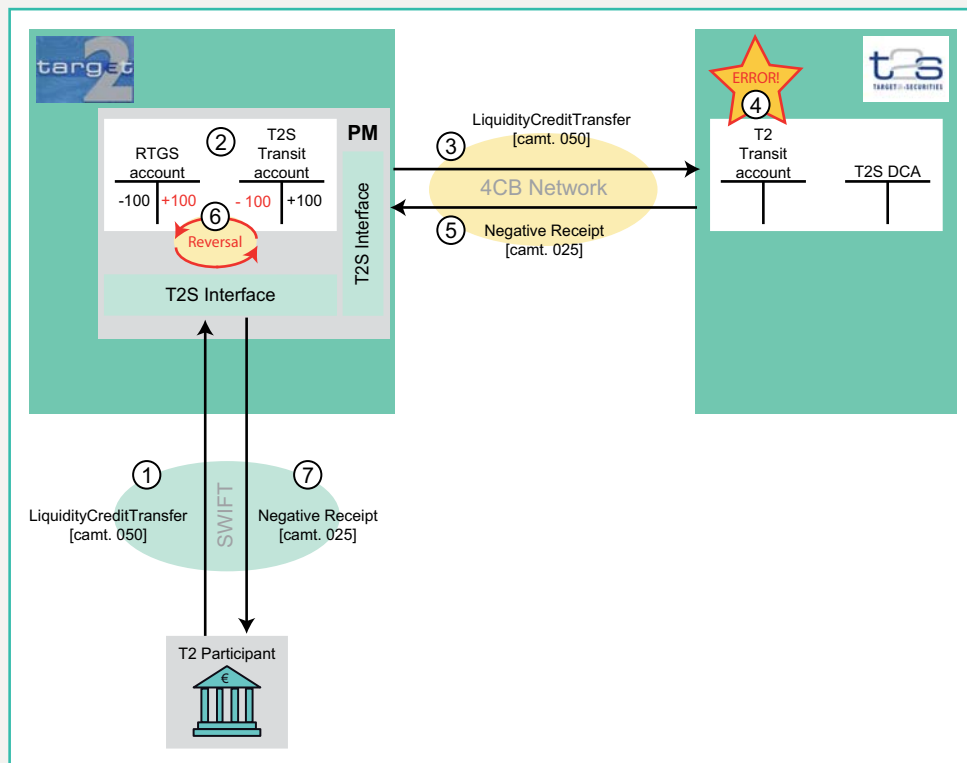 target
2
t2s
TARGET2-SECURITIES
ERROR!
4
2
RTGS
account
T2S
Transit
account
PM
-100
+100
- 100
+100
6
Reversal
T2S Interface
T2S Interface
3
LiquidityCreditTransfer
[camt. 050]
4CB Network
5
Negative Receipt
[camt. 025]
T2
Transit
account
T2S DCA
1
LiquidityCreditTransfer
[camt. 050]
SWIFT
7
Negative Receipt
[camt. 025]
T2 Participant
€